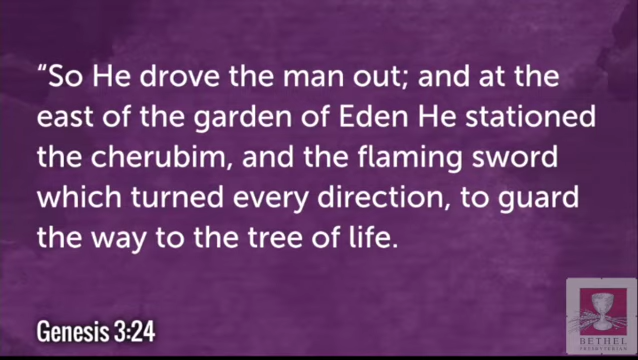 “So He drove the man out; and at the
east of the garden of Eden He stationed
the cherubim, and the flaming sword
which turned every direction, to guard
the way to the tree of life.
Genesis 3:24
BETHEL
PRESBYTERIAN